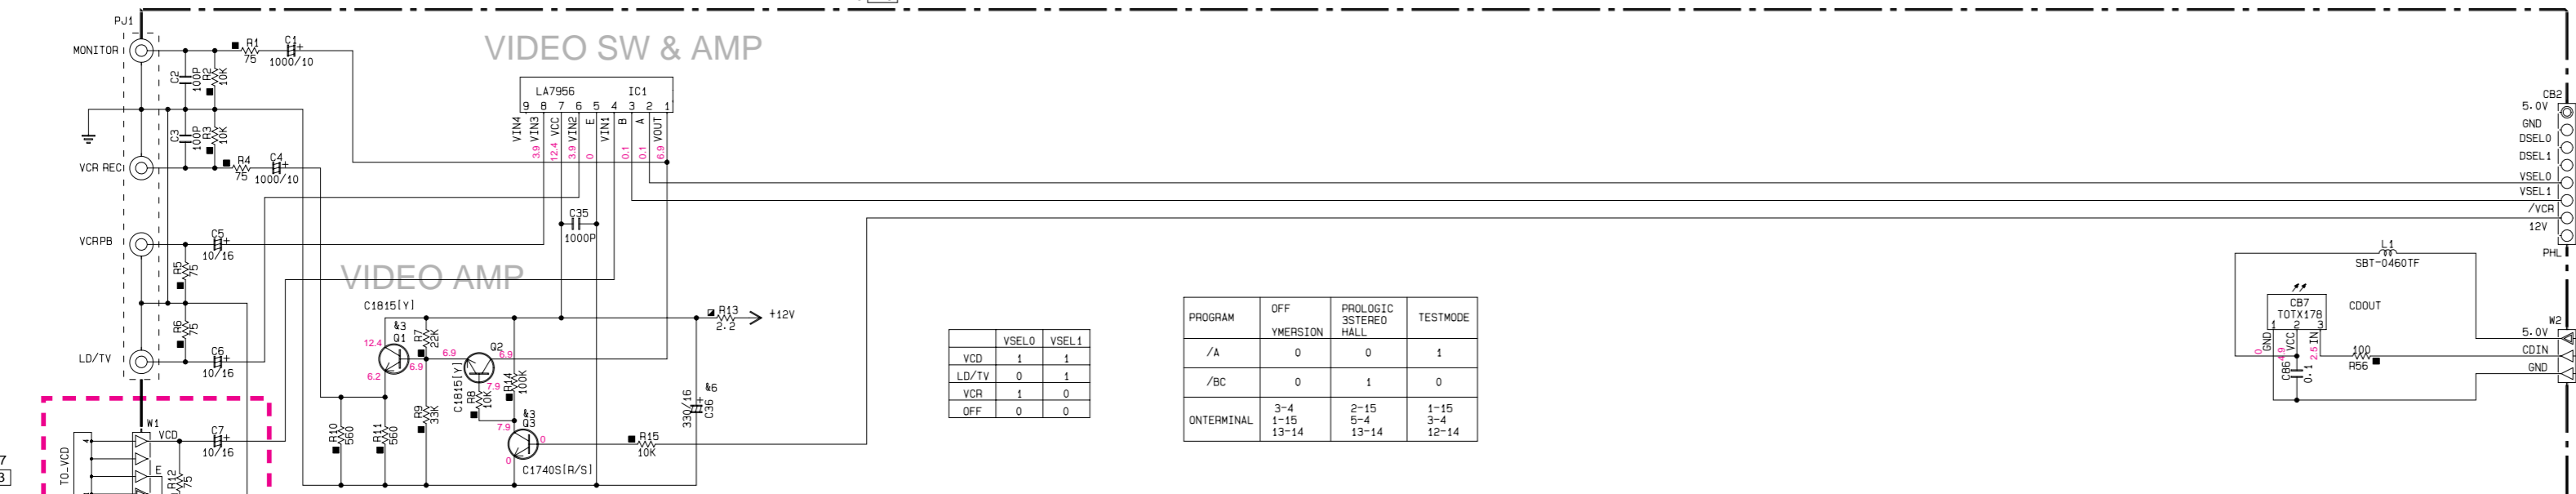 PJ1
MONITOR
R1
75
C1
1000/10
VIDEO SW & AMP
C2
100P
R2
10K
C3
100P
R3
10K
VCR REC
R4
75
C4
1000/10
LA7956 IC1
9 8 7 6 5 4 3 2 1
VIN4 VIN3 VCC VIN2 E VIN1 B A VOUT
3.9 12.4 3.9 0 0.1 0.1 6.9
C35
1000P
VCRPB
C5
10/16
R5
75
R6
75
LD/TV
C6
10/16
VIDEO AMP
C1815[Y]
&3
Q1
12.4
6.2
6.9
R7
22K
6.9
Q2
6.9
C1815[Y]
R8
10K
7.9
R14
100K
R9
33K
R10
560
R11
560
&3
Q3
7.9
0
0
C1740S[R/S]
R15
10K
330/16
C36
&6
R13
2.2
+12V
W1
VCD
C7
10/16
TO_VCD
E
R12
75
7
3
VSEL0 VSEL1
VCD 1 1
LD/TV 0 1
VCR 1 0
OFF 0 0
PROGRAM
OFF
YMERSION
PROLOGIC
3STEREO
HALL
TESTMODE
/A 0 0 1
/BC 0 1 0
ONTERMINAL
3-4
1-15
13-14
2-15
5-4
13-14
1-15
3-4
12-14
CB2
5.0V
GND
DSEL0
DSEL1
VSEL0
VSEL1
/VCR
12V
PHL
L1
SBT-0460TF
CB7
TOTX178
1 2 3
CDOUT
GND VCC IN
0 4.9 2.5
C86
0.1
100
R56
W2
5.0V
CDIN
GND